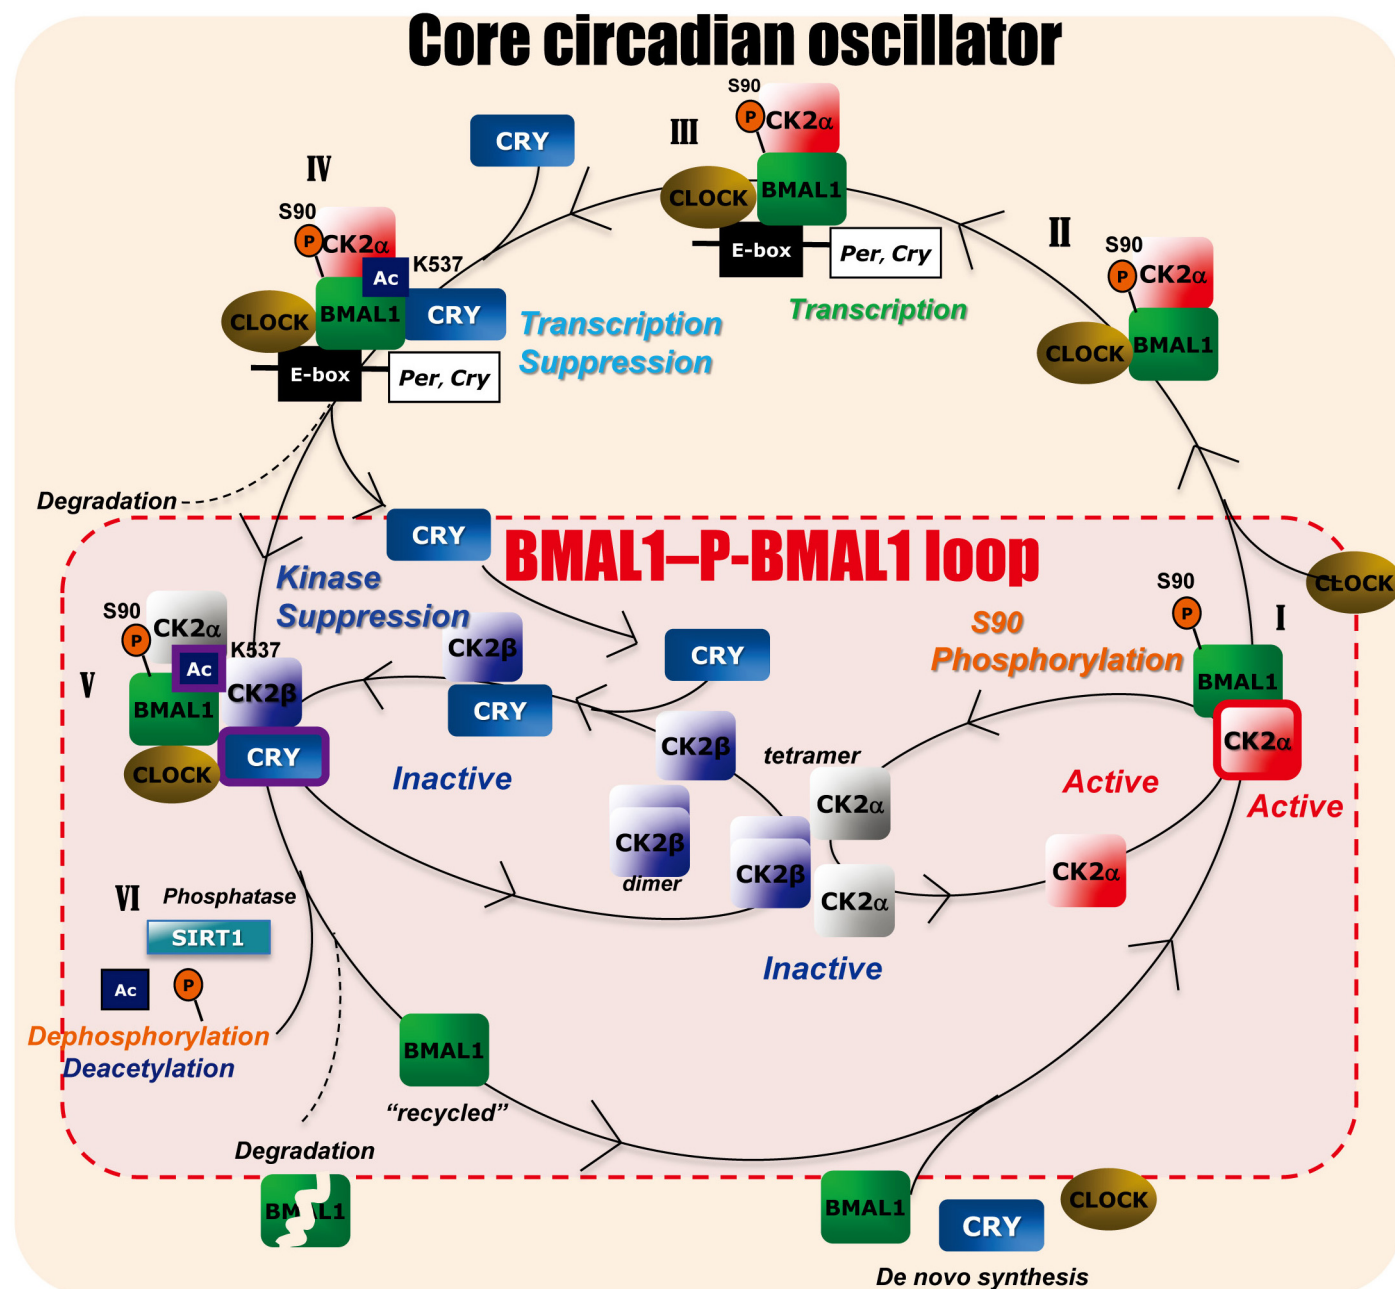 Core circadian oscillator
S90
P
CK2α
III
CLOCK
BMAL1
E-box
Per, Cry
Transcription
CRY
IV
S90
P
CK2α
Ac
K537
CLOCK
BMAL1
CRY
E-box
Per, Cry
Transcription
Suppression
II
S90
P
CK2α
CLOCK
BMAL1
Degradation
CRY
BMAL1–P-BMAL1 loop
CLOCK
Kinase
Suppression
S90
P
CK2α
K537
Ac
V
BMAL1
CK2β
CLOCK
CRY
CK2β
CRY
CRY
Inactive
CK2β
tetramer
CK2β
dimer
CK2β
CK2α
CK2α
Inactive
S90
Phosphorylation
S90
P
I
BMAL1
CK2α
Active
Active
CK2α
VI
Phosphatase
SIRT1
Ac
P
Dephosphorylation
Deacetylation
BMAL1
“recycled”
Degradation
BMAL1
BMAL1
CRY
CLOCK
De novo synthesis